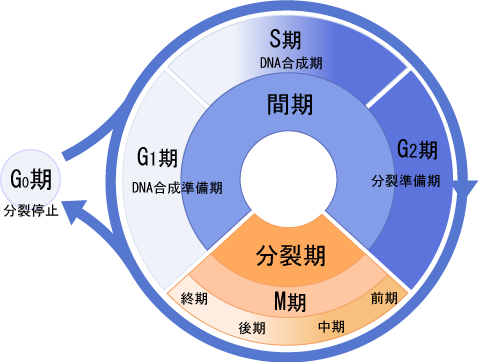 S期
DNA合成期
間期
G1期
DNA合成準備期
G2期
分裂準備期
G0期
分裂停止
分裂期
M期
終期
後期
中期
前期